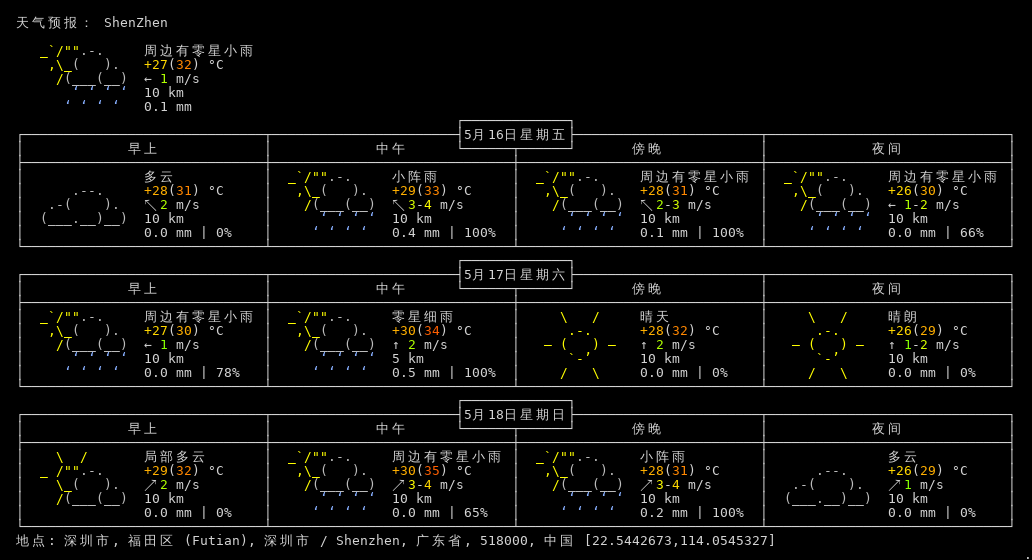 天气预报： ShenZhen
周边有零星小雨
+27(32) °C
← 1 m/s
10 km
0.1 mm
5月16日星期五
早上 中午 傍晚 夜间
多云 小阵雨 周边有零星小雨 周边有零星小雨
+28(31) °C +29(33) °C +28(31) °C +26(30) °C
↖ 2 m/s ↖ 3-4 m/s ↖ 2-3 m/s ← 1-2 m/s
10 km 10 km 10 km 10 km
0.0 mm | 0% 0.4 mm | 100% 0.1 mm | 100% 0.0 mm | 66%
5月17日星期六
早上 中午 傍晚 夜间
周边有零星小雨 零星细雨 晴天 晴朗
+27(30) °C +30(34) °C +28(32) °C +26(29) °C
← 1 m/s ↑ 2 m/s ↑ 2 m/s ↑ 1-2 m/s
10 km 5 km 10 km 10 km
0.0 mm | 78% 0.5 mm | 100% 0.0 mm | 0% 0.0 mm | 0%
5月18日星期日
早上 中午 傍晚 夜间
局部多云 周边有零星小雨 小阵雨 多云
+29(32) °C +30(35) °C +28(31) °C +26(29) °C
↗ 2 m/s ↗ 3-4 m/s ↗ 3-4 m/s ↗ 1 m/s
10 km 10 km 10 km 10 km
0.0 mm | 0% 0.0 mm | 65% 0.2 mm | 100% 0.0 mm | 0%
地点: 深圳市, 福田区 (Futian), 深圳市 / Shenzhen, 广东省, 518000, 中国 [22.5442673,114.0545327]